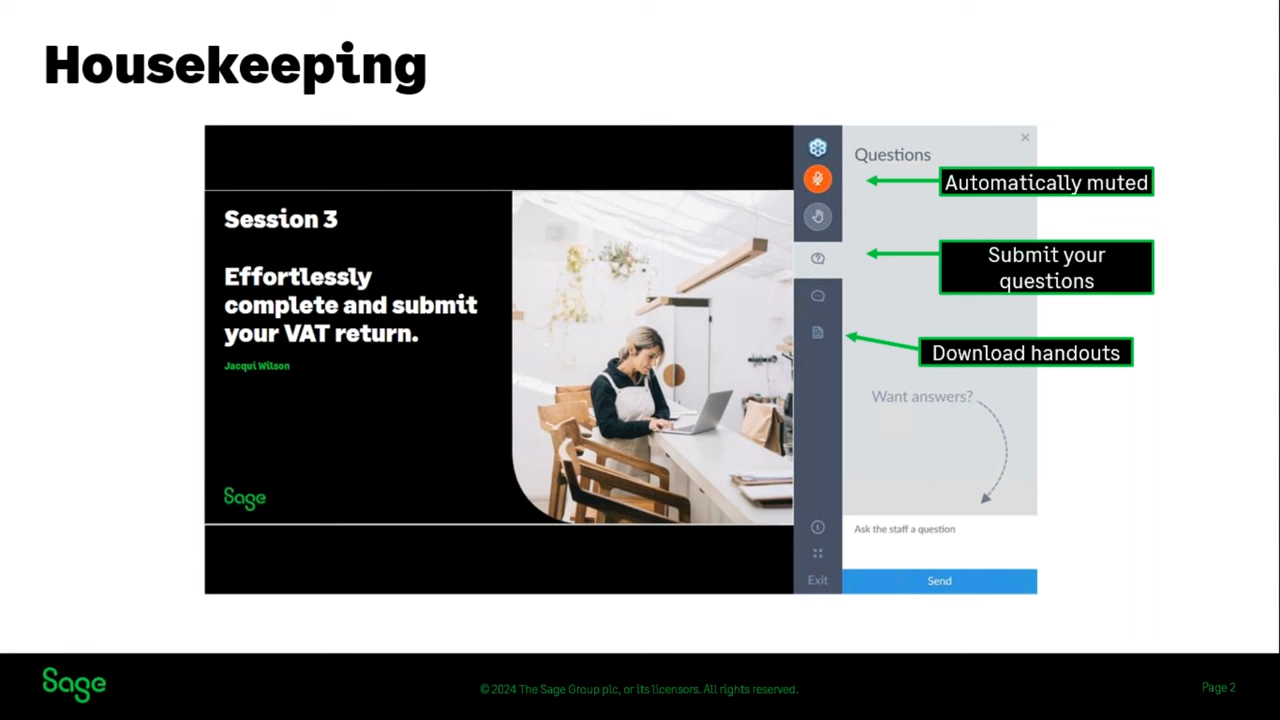 Housekeeping
Session 3
Effortlessly
complete and submit
your VAT return.
Jacqui Wilson
Sage
Questions
Automatically muted
Submit your
questions
Download handouts
Want answers?
Ask the staff a question
Exit
Send
Sage
© 2024 The Sage Group plc, or its licensors. All rights reserved.
Page 2